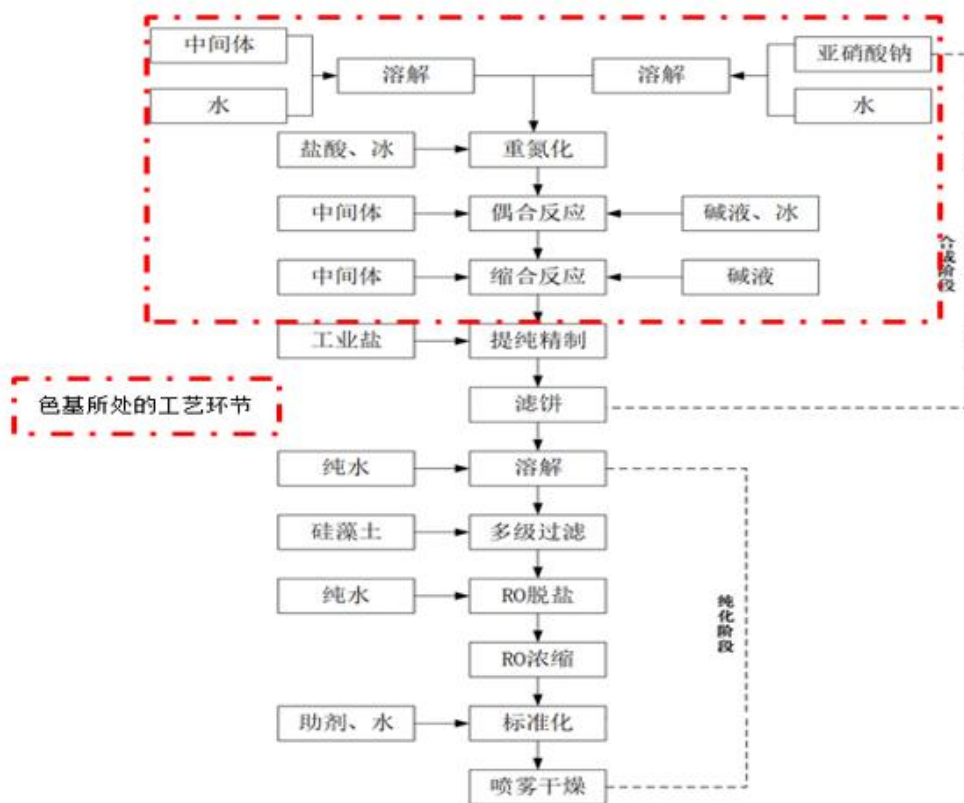 中间体
亚硝酸钠
溶解
溶解
水
水
盐酸、冰
重氮化
中间体
偶合反应
碱液、冰
合成阶段
中间体
缩合反应
碱液
工业盐
提纯精制
色基所处的工艺环节
滤饼
纯水
溶解
硅藻土
多级过滤
纯水
RO脱盐
纯化阶段
RO浓缩
助剂、水
标准化
喷雾干燥